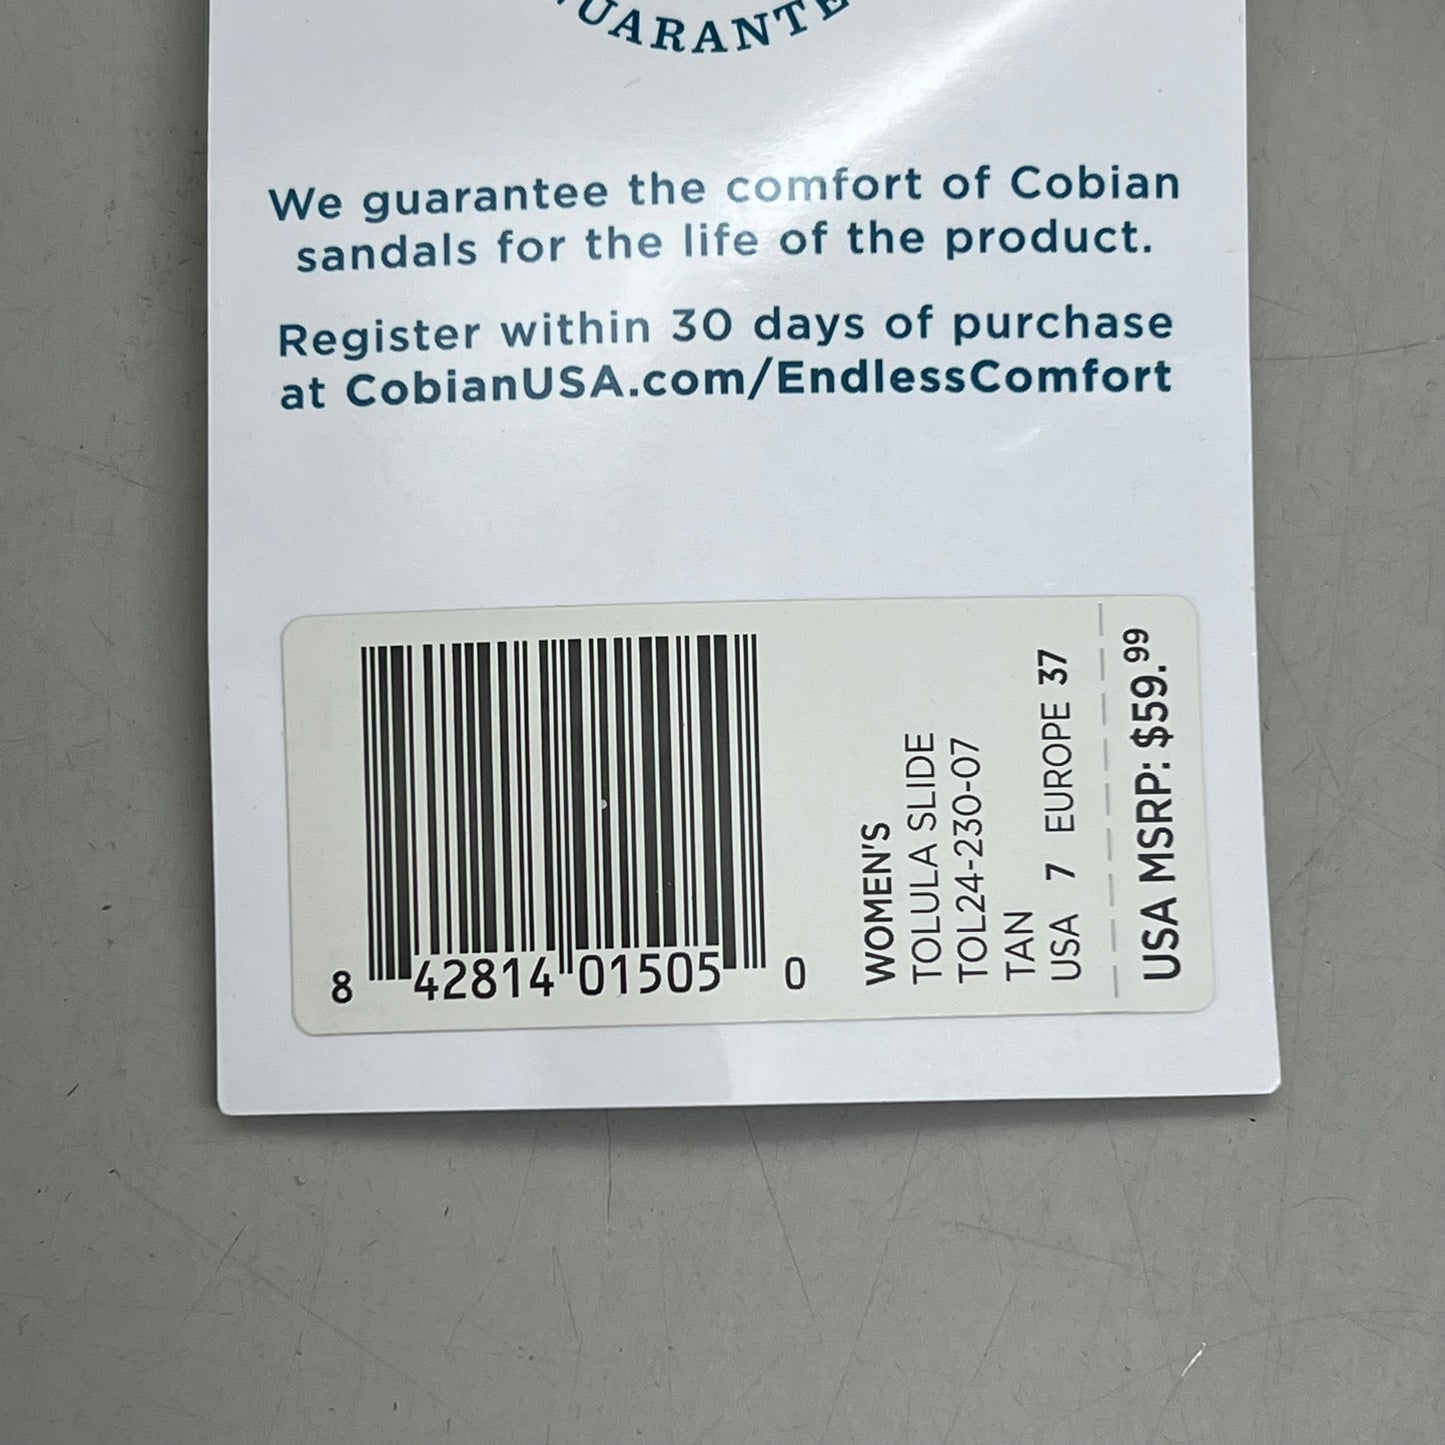 GUARANTE
We guarantee the comfort of Cobian
sandals for the life of the product.
Register within 30 days of purchase
at CobianUSA.com/EndlessComfort
8 42814 01505 0
WOMEN'S
TOLULA SLIDE
TOL24-230-07
TAN
USA 7 EUROPE 37
USA MSRP: $59.99